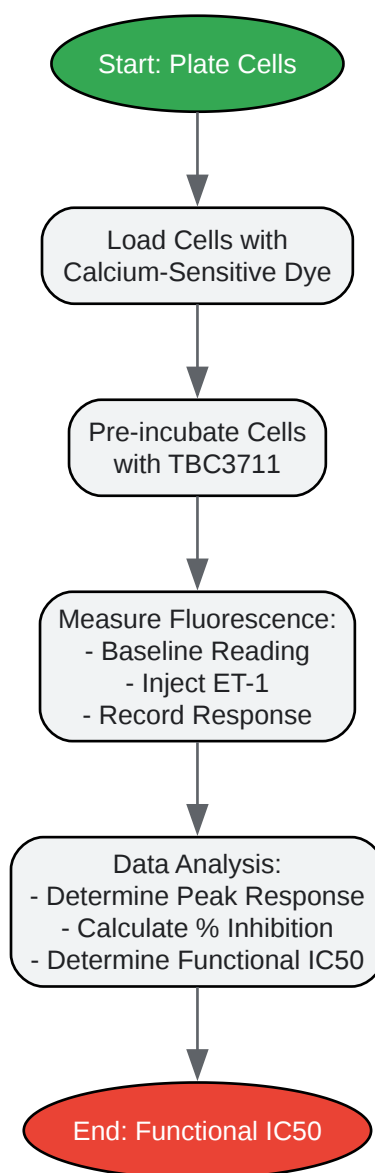 Start: Plate Cells
Load Cells with
Calcium-Sensitive Dye
Pre-incubate Cells
with TBC3711
Measure Fluorescence:
- Baseline Reading
- Inject ET-1
- Record Response
Data Analysis:
- Determine Peak Response
- Calculate % Inhibition
- Determine Functional IC50
End: Functional IC50